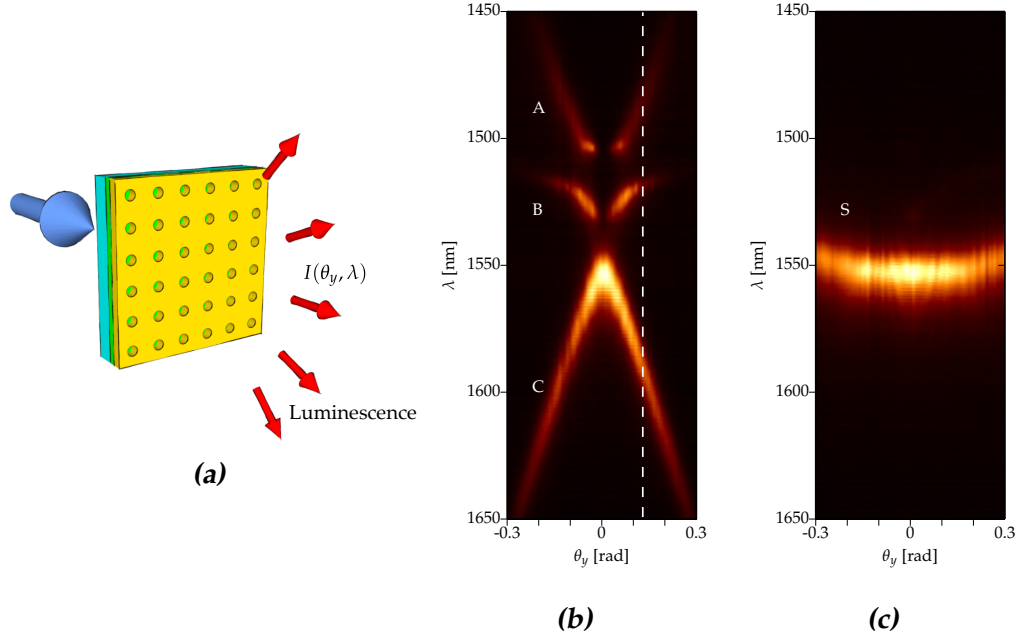 I(θy, λ)
Luminescence
(a)
1450
1500
1550
1600
1650
λ [nm]
A
B
C
-0.3
0
0.3
θy [rad]
(b)
1450
1500
1550
1600
1650
λ [nm]
S
-0.3
0
0.3
θy [rad]
(c)